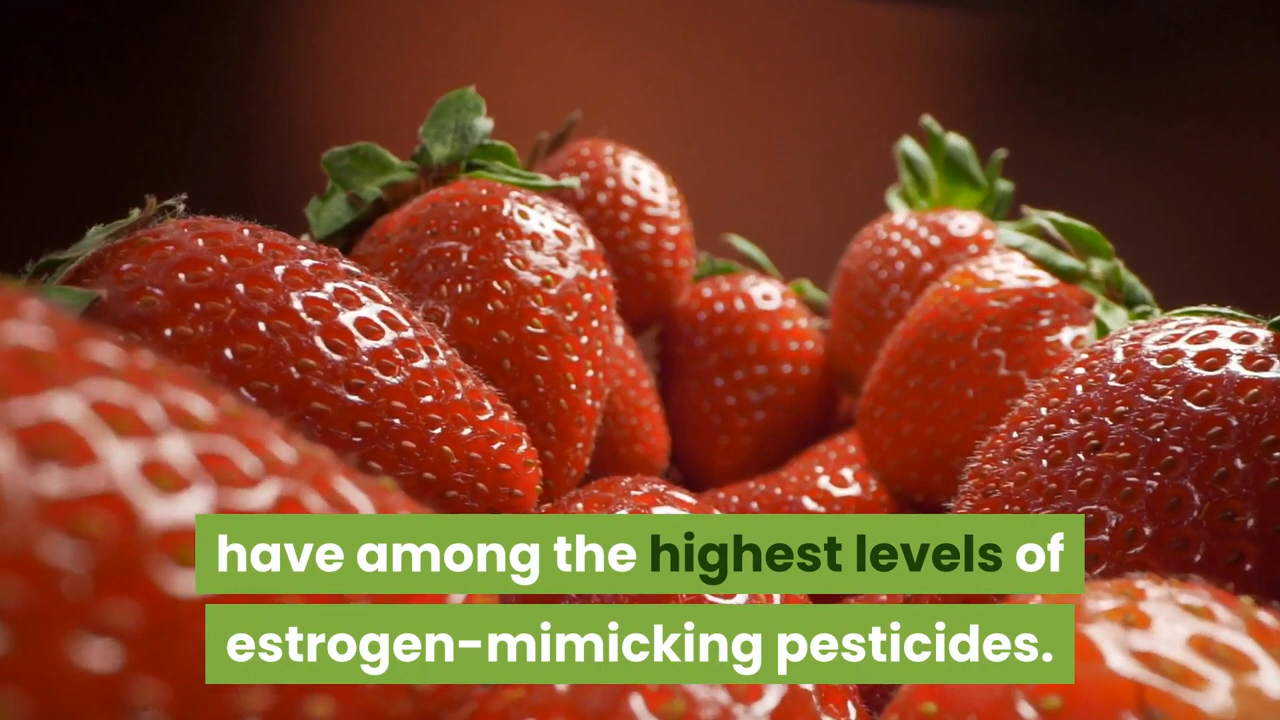 have among the highest levels of
estrogen-mimicking pesticides.